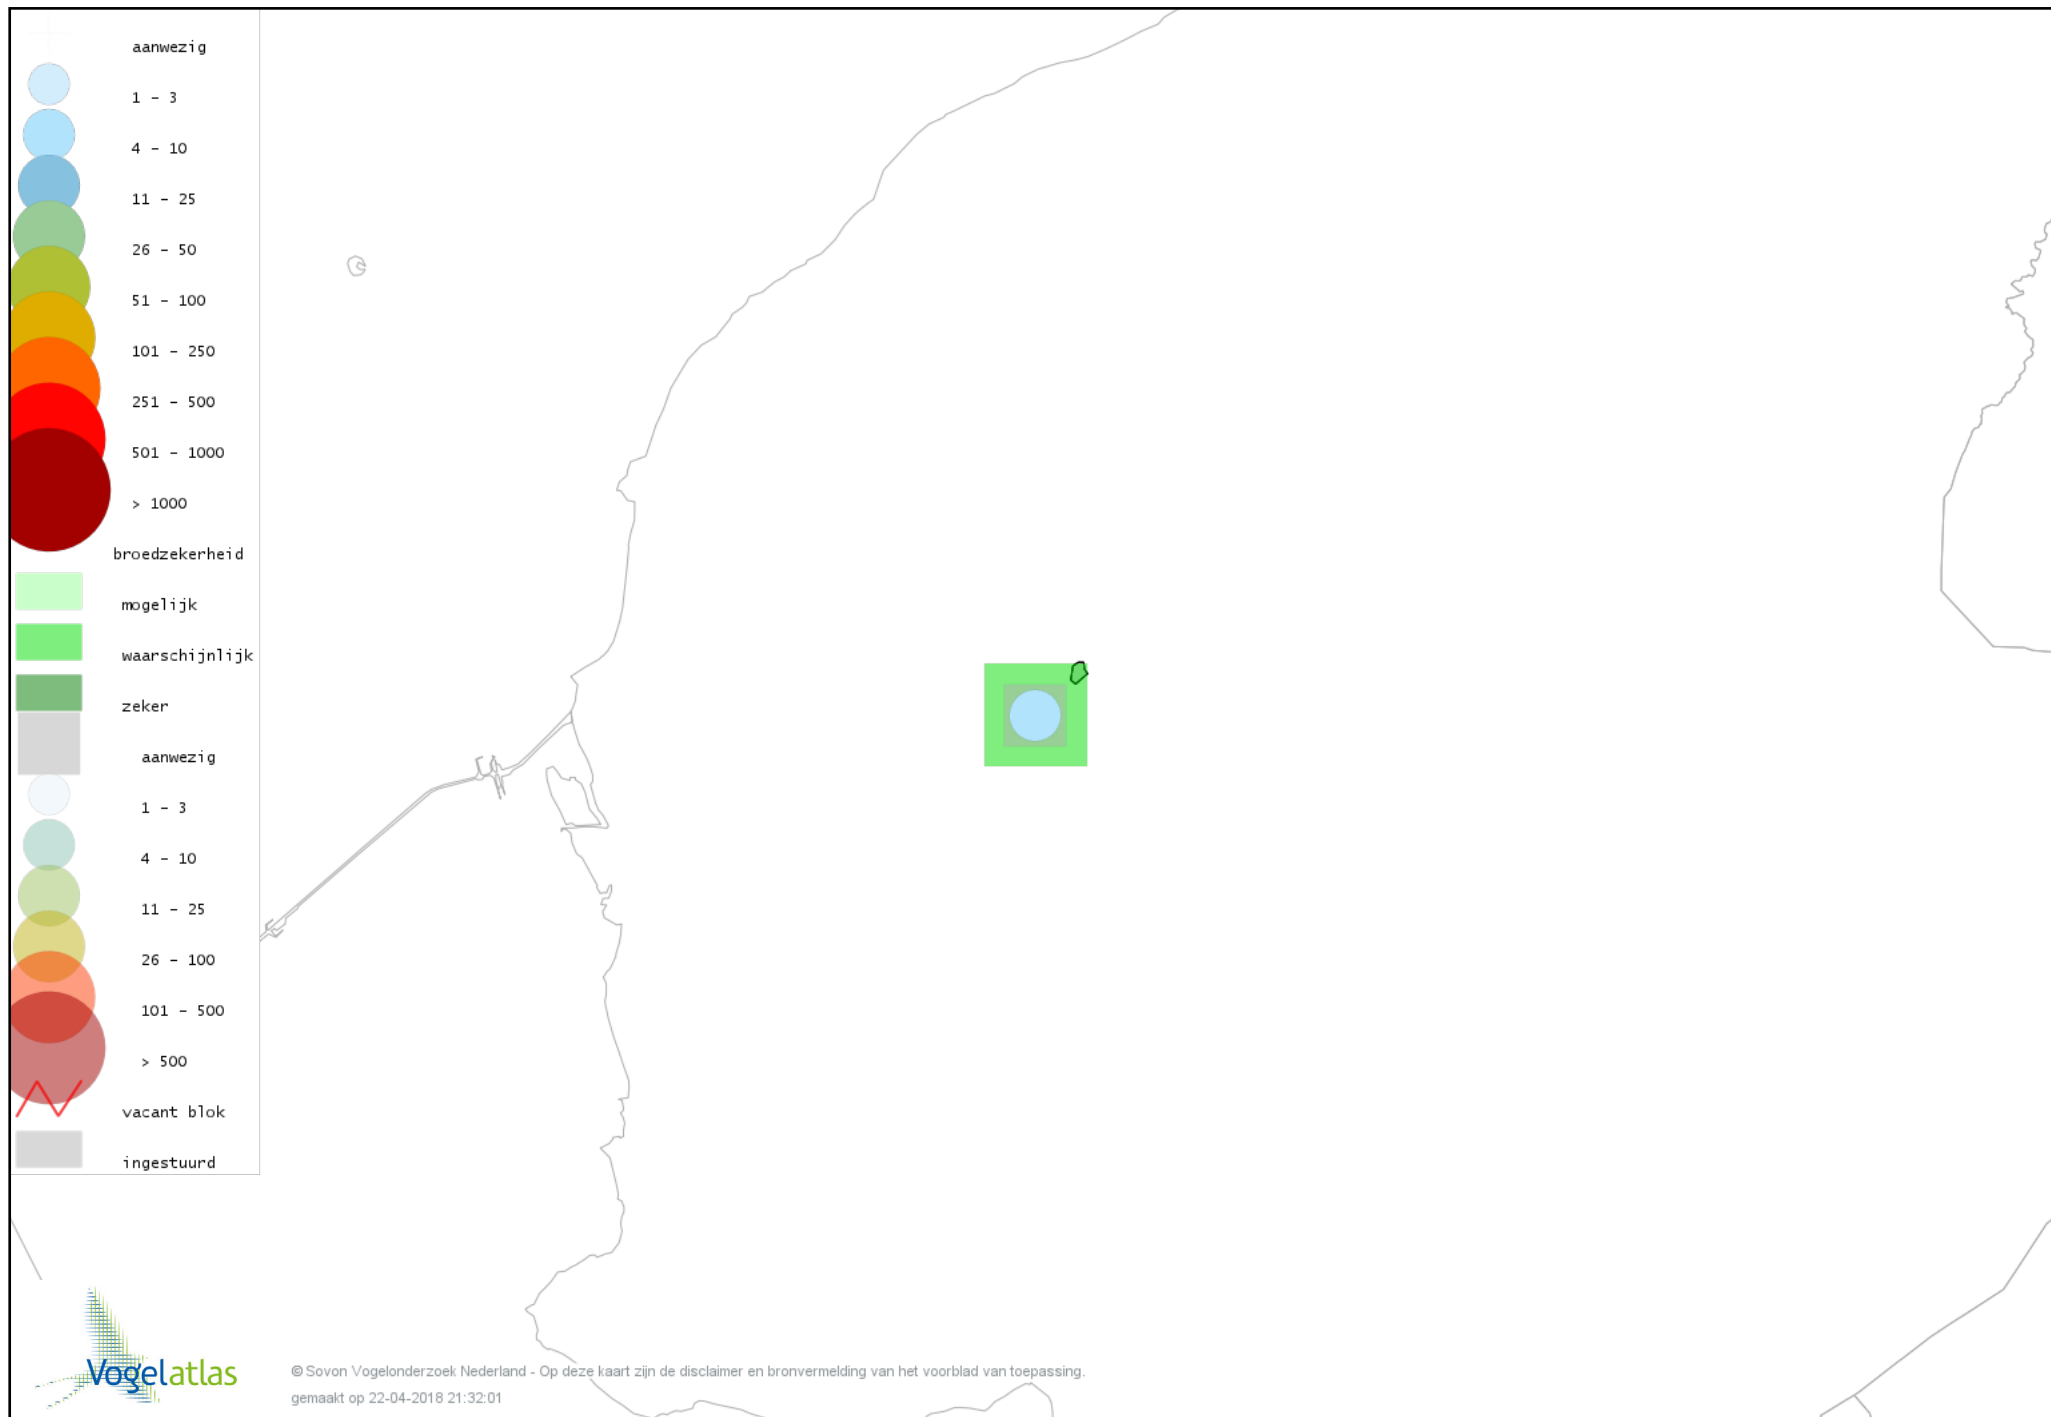 aanwezig
1 - 3
4 - 10
11 - 25
26 - 50
51 - 100
101 - 250
251 - 500
501 - 1000
> 1000
broedzekerheid
mogelijk
waarschijnlijk
zeker
aanwezig
1 - 3
4 - 10
11 - 25
26 - 100
101 - 500
> 500
vacant blok
ingestuurd
Vogelatlas
© Sovon Vogelonderzoek Nederland - Op deze kaart zijn de disclaimer en bronvermelding van het voorblad van toepassing.
gemaakt op 22-04-2018 21:32:01